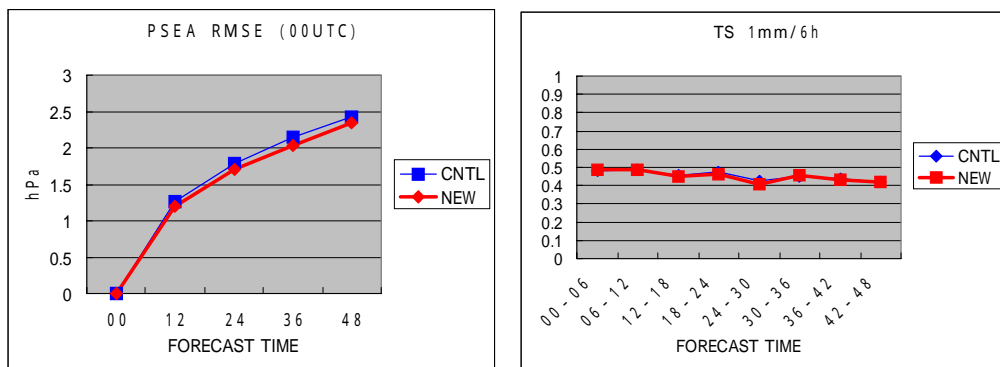 PSEA RMSE (00UTC)
3
2.5
2
1.5
1
0.5
0
hPa
00 12 24 36 48
FORECAST TIME
CNTL
NEW
TS 1mm/6h
1
0.9
0.8
0.7
0.6
0.5
0.4
0.3
0.2
0.1
0
00-06
06-12
12-18
18-24
24-30
30-36
36-42
42-48
FORECAST TIME
CNTL
NEW